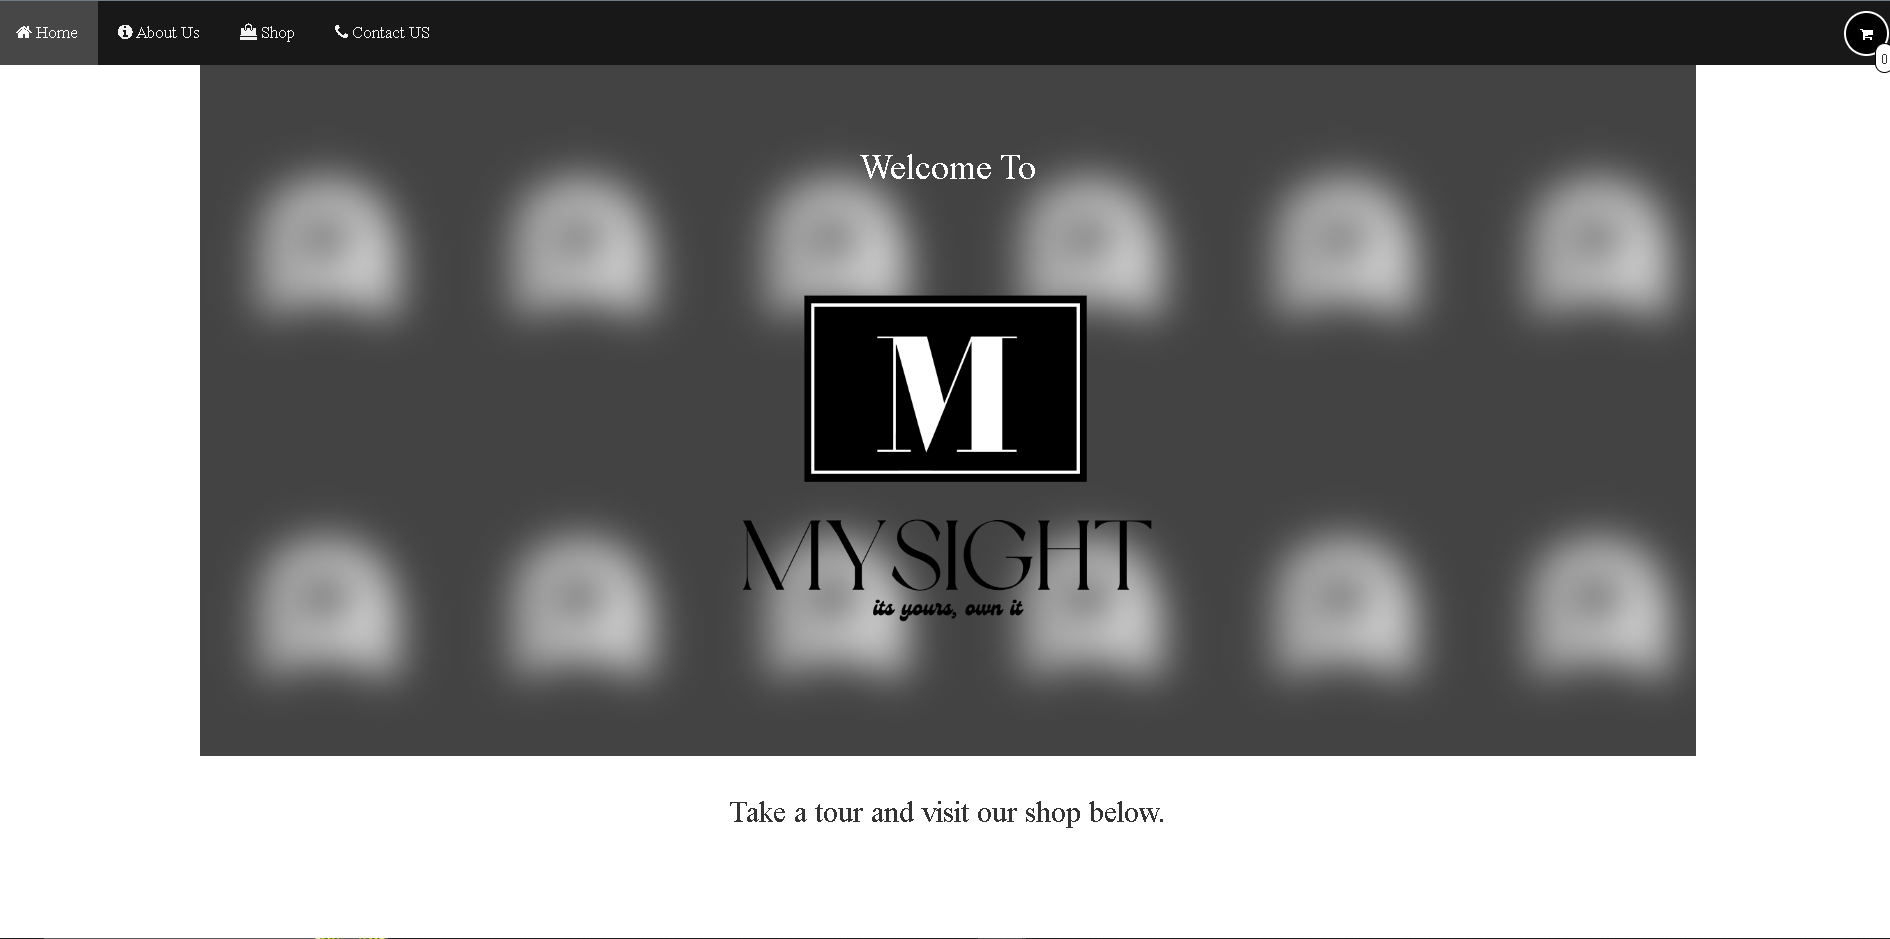 Home About Us Shop Contact US
0
Welcome To
M
MYSIGHT
its yours, own it
Take a tour and visit our shop below.